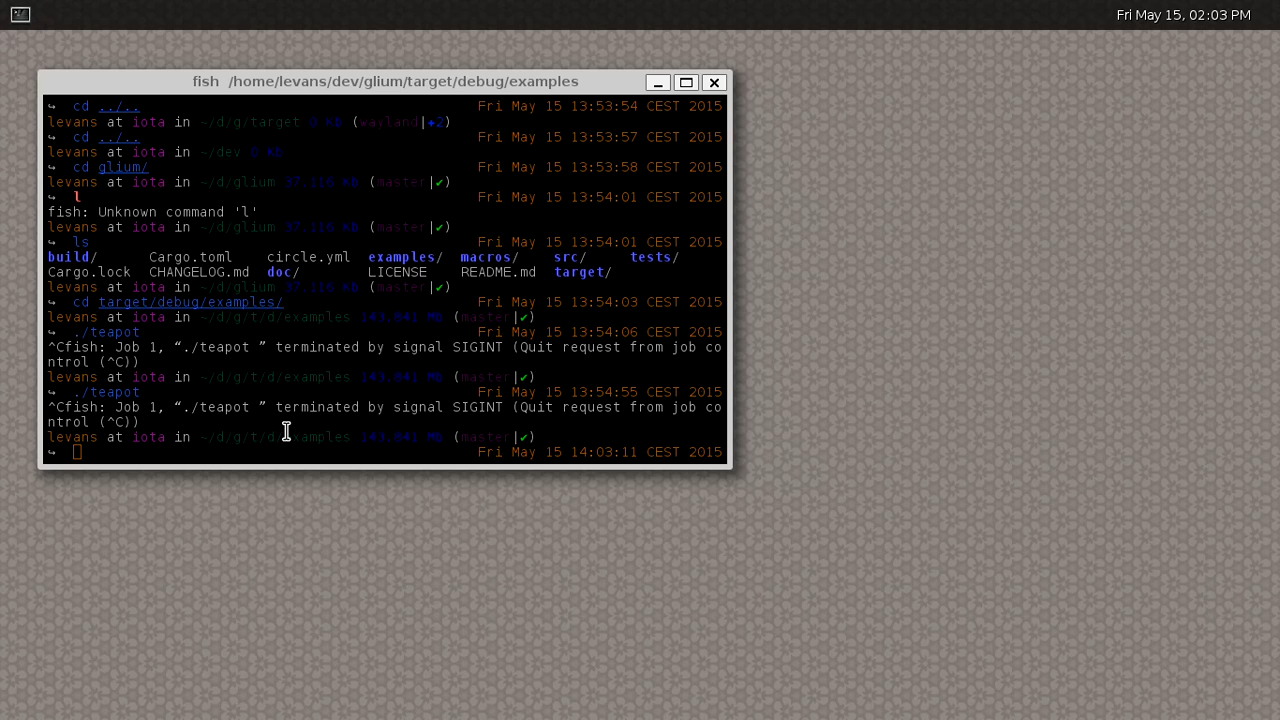 Fri May 15, 02:03 PM
fish  /home/levans/dev/glium/target/debug/examples
↪  cd ../.. Fri May 15 13:53:54 CEST 2015
levans at iota in ~/d/g/target 0 Kb (wayland|✚2)
↪  cd ../.. Fri May 15 13:53:57 CEST 2015
levans at iota in ~/dev 0 Kb
↪  cd glium/ Fri May 15 13:53:58 CEST 2015
levans at iota in ~/d/glium 37.116 Kb (master|✔)
↪  l Fri May 15 13:54:01 CEST 2015
fish: Unknown command 'l'
levans at iota in ~/d/glium 37.116 Kb (master|✔)
↪  ls Fri May 15 13:54:01 CEST 2015
build/ Cargo.toml circle.yml examples/ macros/ src/ tests/
Cargo.lock CHANGELOG.md doc/ LICENSE README.md target/
levans at iota in ~/d/glium 37.116 Kb (master|✔)
↪  cd target/debug/examples/ Fri May 15 13:54:03 CEST 2015
levans at iota in ~/d/g/t/d/examples 143.841 Mb (master|✔)
↪  ./teapot Fri May 15 13:54:06 CEST 2015
^Cfish: Job 1, “./teapot ” terminated by signal SIGINT (Quit request from job co
ntrol (^C))
levans at iota in ~/d/g/t/d/examples 143.841 Mb (master|✔)
↪  ./teapot Fri May 15 13:54:55 CEST 2015
^Cfish: Job 1, “./teapot ” terminated by signal SIGINT (Quit request from job co
ntrol (^C))
levans at iota in ~/d/g/t/d/examples 143.841 Mb (master|✔)
↪ Fri May 15 14:03:11 CEST 2015